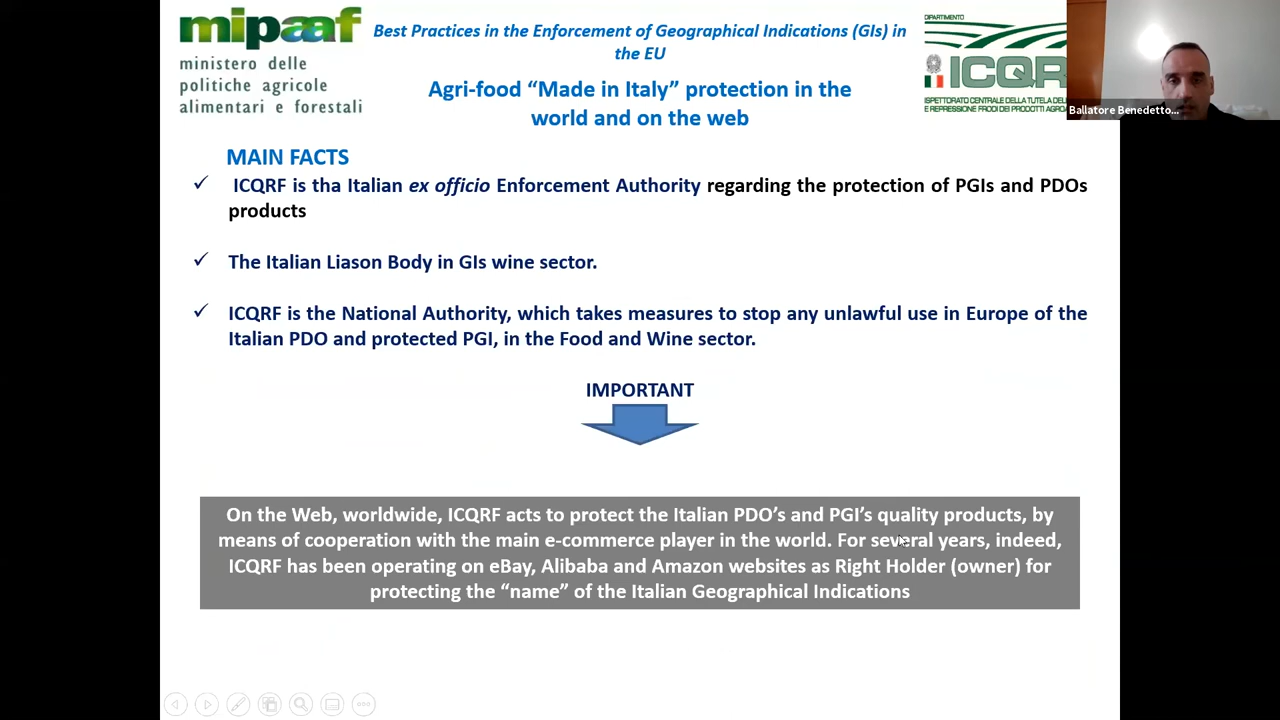 mipaaf
ministero delle
politiche agricole
alimentari e forestali
Best Practices in the Enforcement of Geographical Indications (GIs) in
the EU
Agri-food “Made in Italy” protection in the
world and on the web
DIPARTIMENTO
ICQR
ISPETTORATO CENTRALE DELLA TUTELA DEL
E REPRESSIONE FRODI DEI PRODOTTI AGRO
Ballatore Benedetto...
MAIN FACTS
✓ ICQRF is tha Italian ex officio Enforcement Authority regarding the protection of PGIs and PDOs
products
✓ The Italian Liason Body in GIs wine sector.
✓ ICQRF is the National Authority, which takes measures to stop any unlawful use in Europe of the
Italian PDO and protected PGI, in the Food and Wine sector.
IMPORTANT
On the Web, worldwide, ICQRF acts to protect the Italian PDO’s and PGI’s quality products, by
means of cooperation with the main e-commerce player in the world. For several years, indeed,
ICQRF has been operating on eBay, Alibaba and Amazon websites as Right Holder (owner) for
protecting the “name” of the Italian Geographical Indications